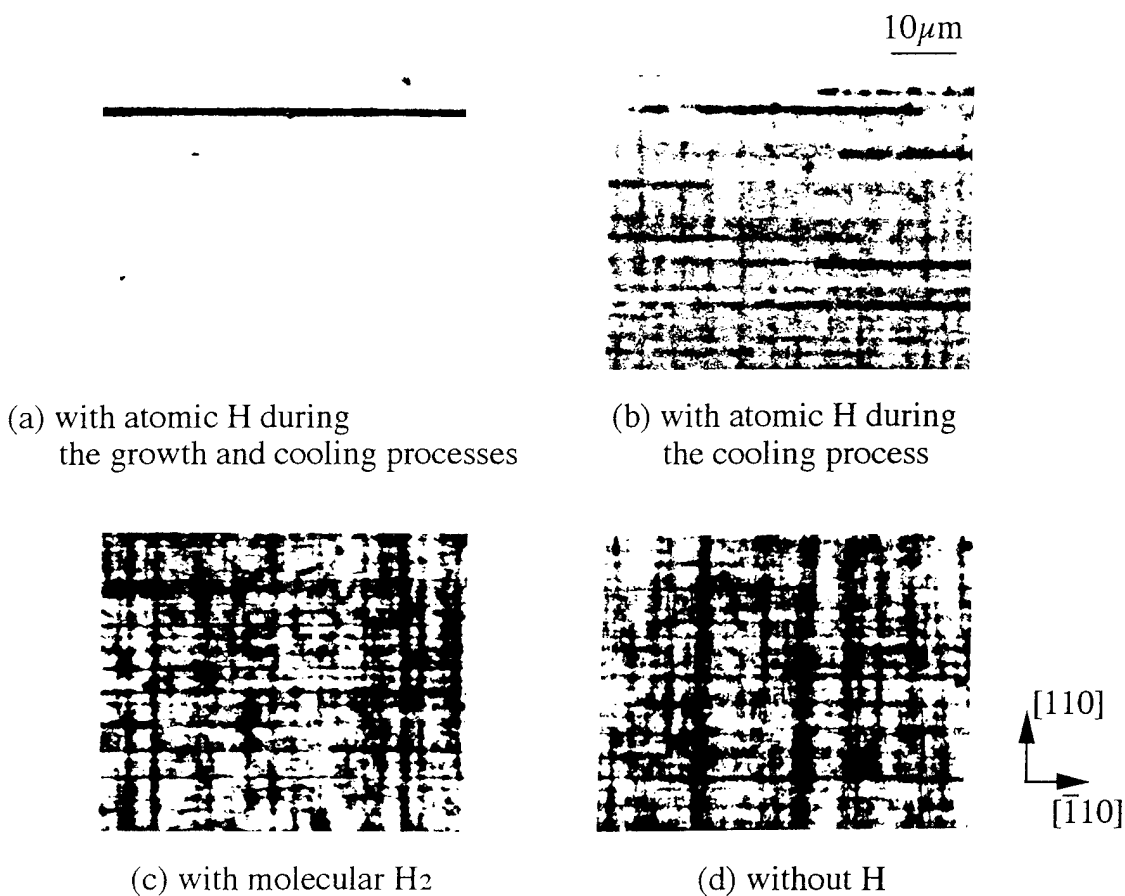 10μm
(a) with atomic H during
the growth and cooling processes
(b) with atomic H during
the cooling process
[110]
[1̄10]
(c) with molecular H2
(d) without H